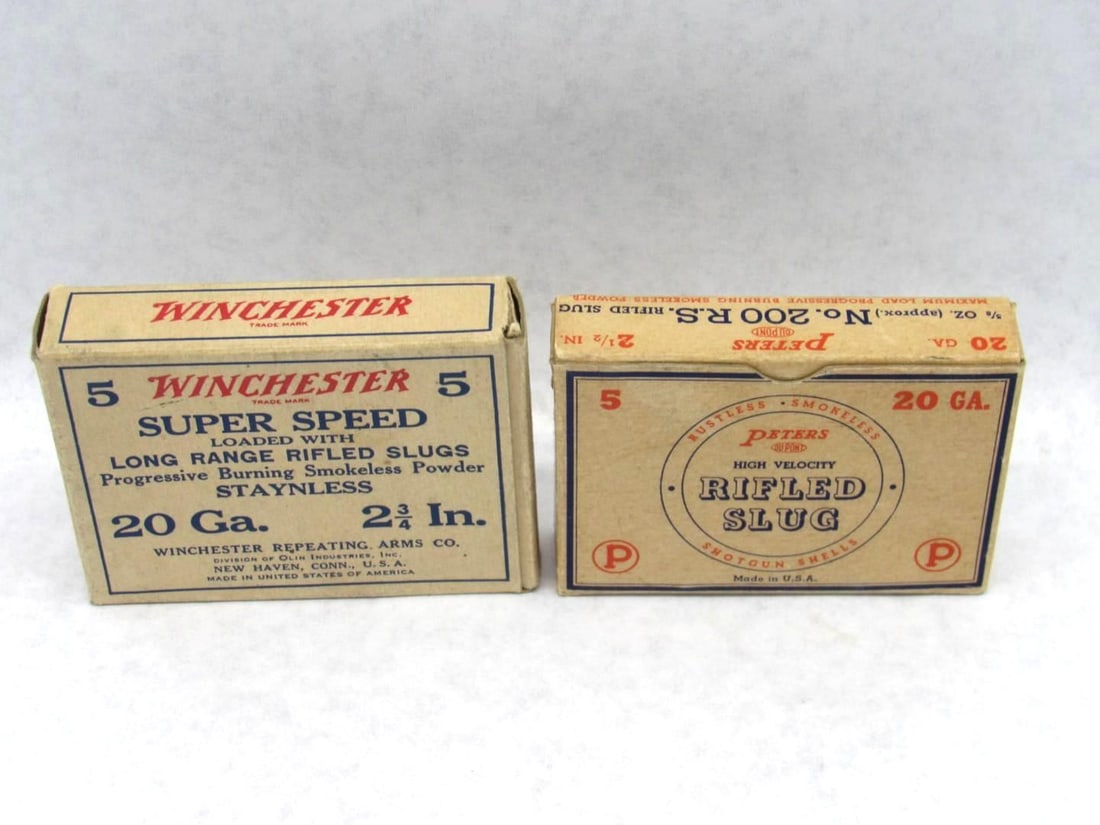 WINCHESTER
TRADE MARK
5 WINCHESTER 5
TRADE MARK
SUPER SPEED
LOADED WITH
LONG RANGE RIFLED SLUGS
Progressive Burning Smokeless Powder
STAYNLESS
20 Ga. 2 3/4 In.
WINCHESTER REPEATING ARMS CO.
DIVISION OF OLIN INDUSTRIES, INC.
NEW HAVEN, CONN., U.S.A.
MADE IN UNITED STATES OF AMERICA
20 GA. PETERS 2 1/2 IN.
DUPONT
No. 200 R.S. RIFLED SLUG
5/8 OZ. (approx.)
MAXIMUM LOAD PROGRESSIVE BURNING SMOKELESS POWDER
5 20 GA.
RUSTLESS • SMOKELESS
PETERS
DUPONT
HIGH VELOCITY
RIFLED
SLUG
SHOTGUN SHELLS
P P
Made in U.S.A.